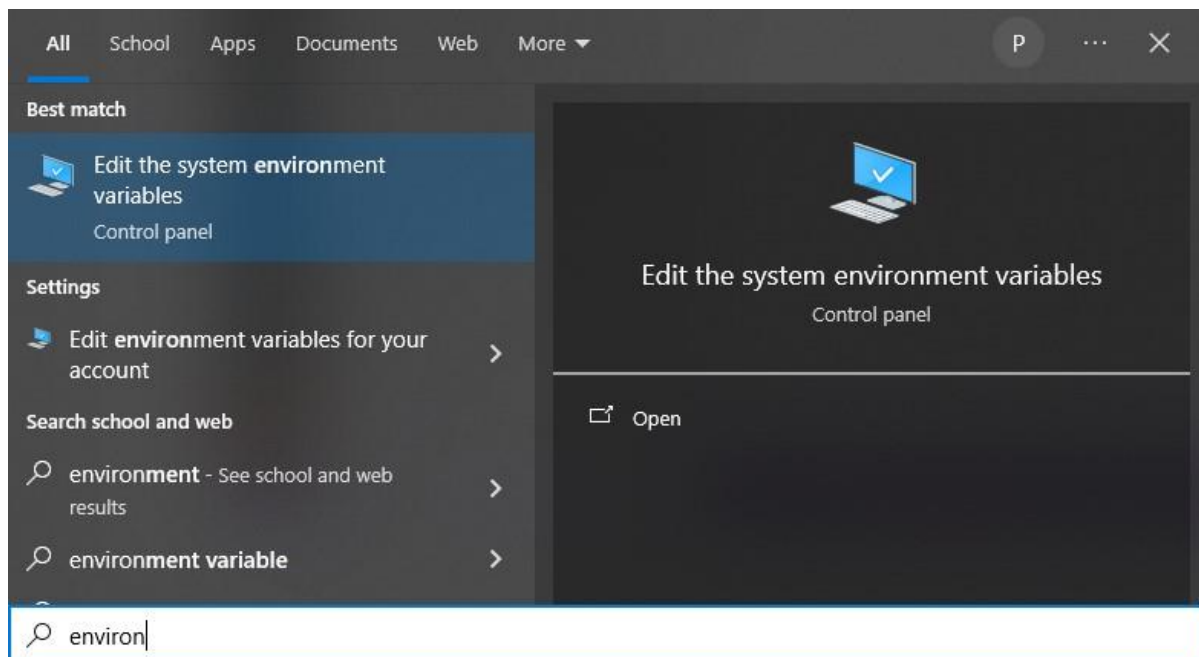 All School Apps Documents Web More P ...
Best match
Edit the system environment
variables
Control panel
Settings
Edit environment variables for your
account
Search school and web
environment - See school and web
results
environment variable
environ
Edit the system environment variables
Control panel
Open